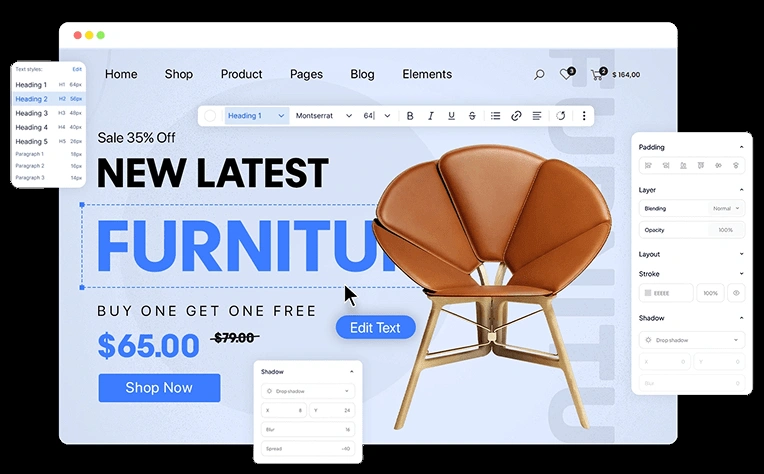 Text styles: Edit
Heading 1 H1 64px
Heading 2 H2 56px
Heading 3 H3 48px
Heading 4 H4 40px
Heading 5 H5 28px
Paragraph 1 18px
Paragraph 2 16px
Paragraph 3 14px
Home Shop Product Pages Blog Elements 3 2 $ 164,00
Heading 1 Montserrat 64 B I U S
Sale 35% Off
NEW LATEST
FURNITU
BUY ONE GET ONE FREE
$65.00 $79.00
Shop Now
Edit Text
FURNITU
Shadow
Drop shadow
X 8 Y 24
Blur 16
Spread -10
Padding
Layer
Blending Normal
Opacity 100%
Layout
Stroke
EEEEE 100%
Shadow
Drop shadow
X 0 Y 0
Blur